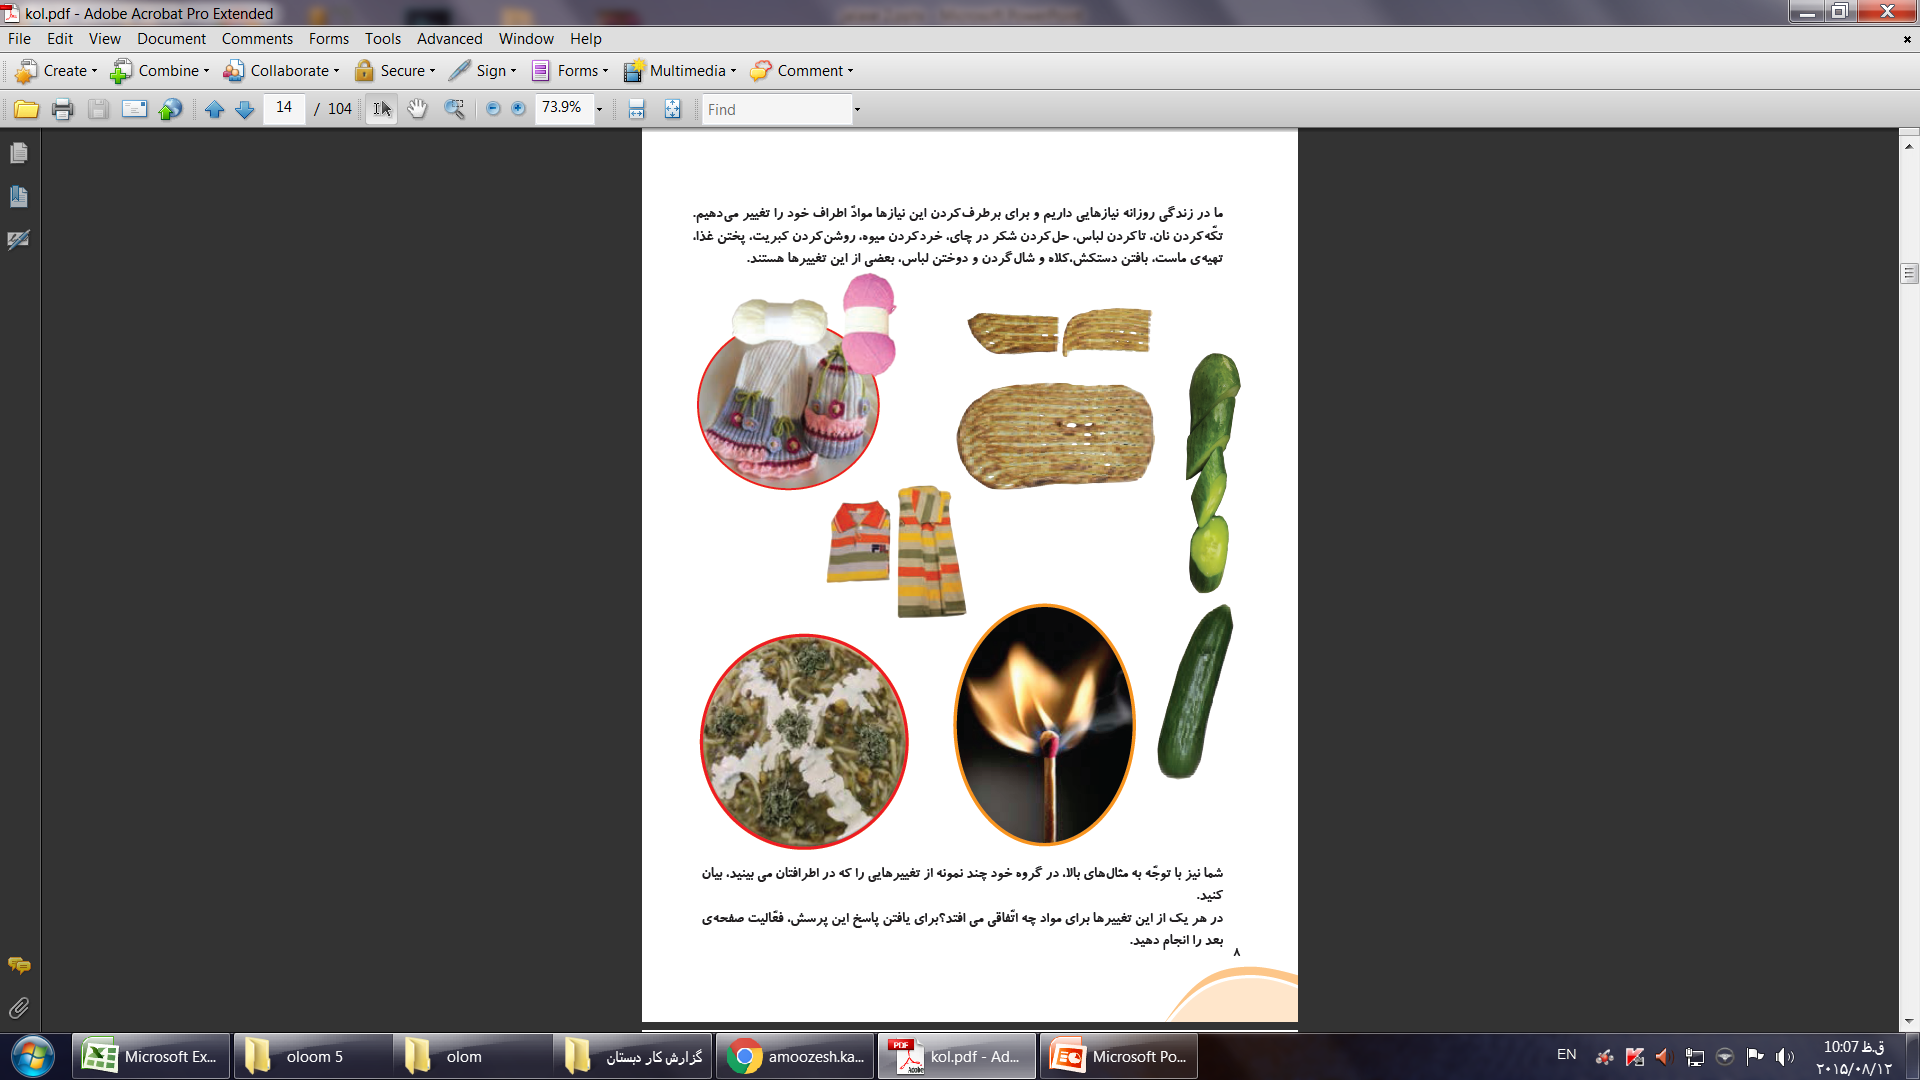 kol.pdf - Adobe Acrobat Pro Extended
File Edit View Document Comments Forms Tools Advanced Window Help
Create Combine Collaborate Secure Sign Forms Multimedia Comment
14 / 104 73.9% Find
ما در زندگی روزانه نیازهایی داریم و برای برطرف‌کردن این نیازها موادّ اطراف خود را تغییر می‌دهیم.
تکّه‌کردن نان، تاکردن لباس، حل‌کردن شکر در چای، خردکردن میوه، روشن‌کردن کبریت، پختن غذا،
تهیه‌ی ماست، بافتن دستکش،کلاه و شال‌گردن و دوختن لباس، بعضی از این تغییرها هستند.
شما نیز با توجّه به مثال‌های بالا، در گروه خود چند نمونه از تغییرهایی را که در اطرافتان می بینید، بیان
کنید.
در هر یک از این تغییرها برای مواد چه اتّفاقی می افتد؟برای یافتن پاسخ این پرسش، فعّالیت صفحه‌ی
بعد را انجام دهید.
۸
Microsoft Ex... oloom 5 olom گزارش کار دبستان amoozesh.ka... kol.pdf - Ad... Microsoft Po... EN
10:07 ق.ظ
۲۰۱۵/۰۸/۱۲